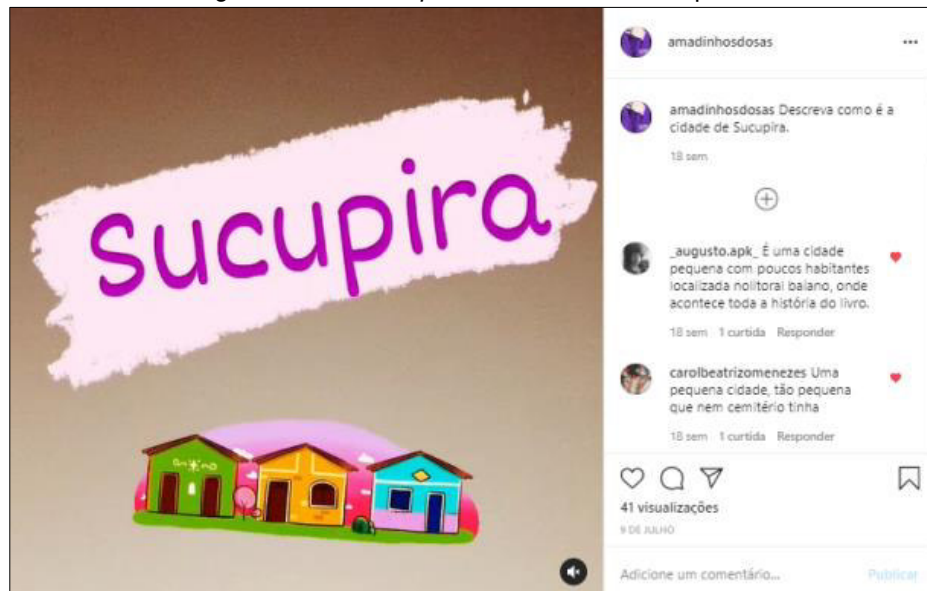 Sucupira
amadinhosdosas
amadinhosdosas Descreva como é a
cidade de Sucupira.
18 sem
_augusto.apk_ É uma cidade
pequena com poucos habitantes
localizada nolitoral baiano, onde
acontece toda a história do livro.
18 sem 1 curtida Responder
carolbeatrizomenezes Uma
pequena cidade, tão pequena
que nem cemitério tinha
18 sem 1 curtida Responder
41 visualizações
9 DE JULHO
Adicione um comentário... Publicar